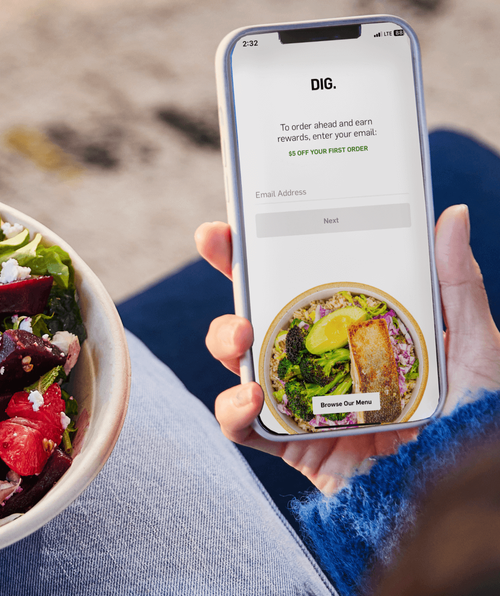 2:32
LTE 88
DIG.
To order ahead and earn
rewards, enter your email:
$5 OFF YOUR FIRST ORDER
Email Address
Next
Browse Our Menu